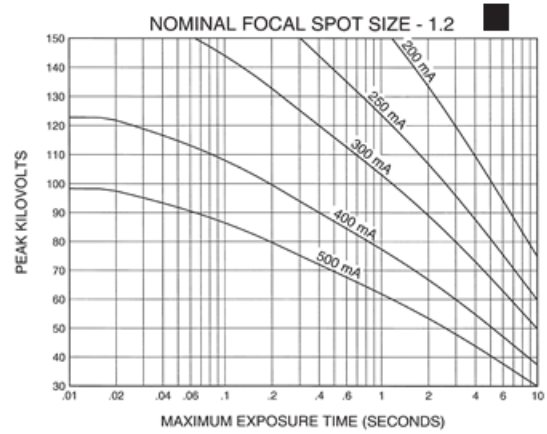 NOMINAL FOCAL SPOT SIZE - 1.2
150
140
130
120
110
100
90
80
70
60
50
40
30
PEAK KILOVOLTS
200 mA
250 mA
300 mA
400 mA
500 mA
.01 .02 .04 .06 .1 .2 .4 .6 1 2 4 6 10
MAXIMUM EXPOSURE TIME (SECONDS)